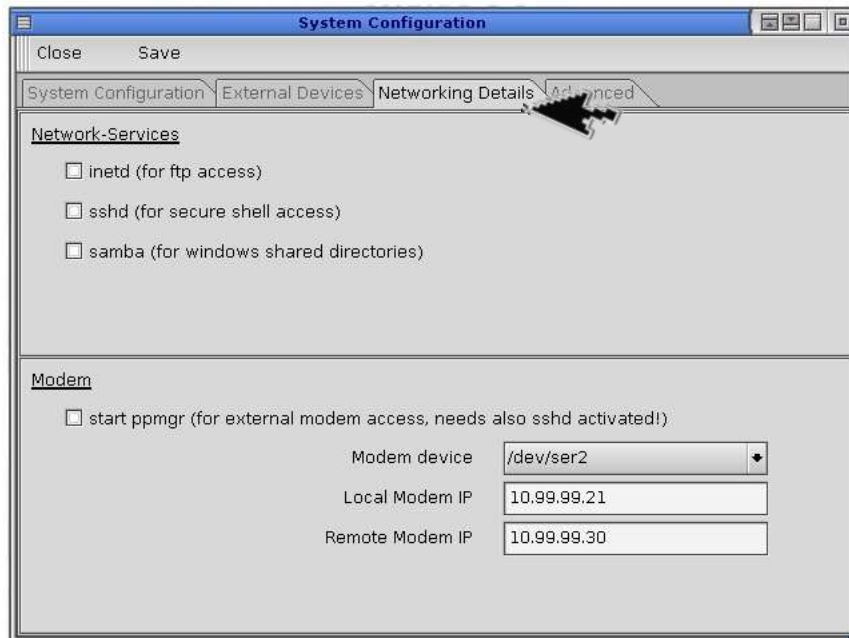 System Configuration
Close Save
System Configuration External Devices Networking Details Advanced
Network-Services
inetd (for ftp access)
sshd (for secure shell access)
samba (for windows shared directories)
Modem
start ppmgr (for external modem access, needs also sshd activated!)
Modem device /dev/ser2
Local Modem IP 10.99.99.21
Remote Modem IP 10.99.99.30